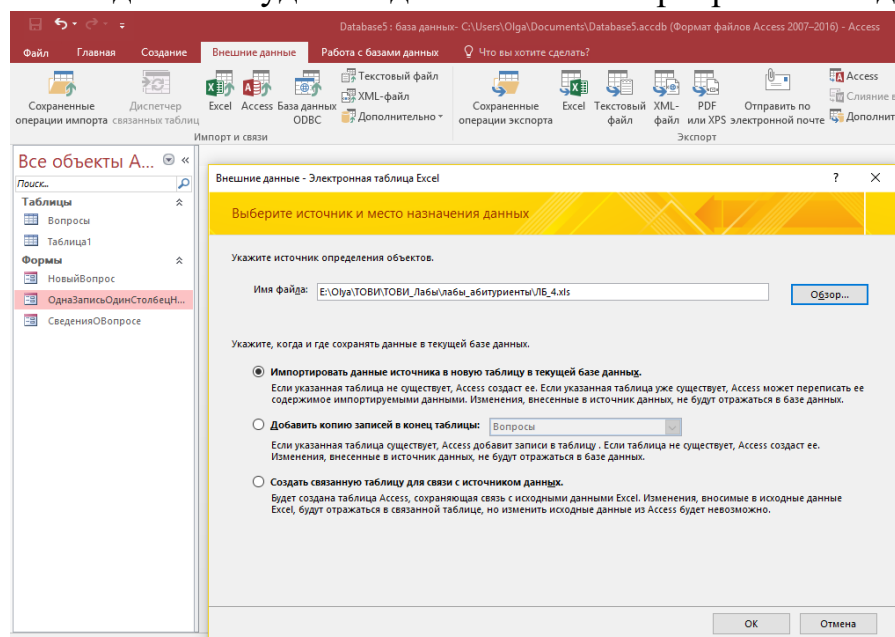 Database5 : база данных- C:\Users\Olga\Documents\Database5.accdb (Формат файлов Access 2007–2016) - Access
Файл Главная Создание Внешние данные Работа с базами данных Что вы хотите сделать?
Сохраненные операции импорта
Диспетчер связанных таблиц
Excel
Access
База данных ODBC
Текстовый файл
XML-файл
Дополнительно
Импорт и связи
Сохраненные операции экспорта
Excel
Текстовый файл
XML-файл
PDF или XPS
Отправить по электронной почте
Access
Слияние
Экспорт
Все объекты A...
Поиск...
Таблицы
Вопросы
Таблица1
Формы
НовыйВопрос
ОднаЗаписьОдинСтолбецН...
СведенияОВопросе
Внешние данные - Электронная таблица Excel ? ×
Выберите источник и место назначения данных
Укажите источник определения объектов.
Имя файла: E:\Olya\ТОВИ\ТОВИ_Лабы\лабы_абитуриенты\ЛБ_4.xls Обзор...
Укажите, когда и где сохранять данные в текущей базе данных.
Импортировать данные источника в новую таблицу в текущей базе данных.
Если указанная таблица не существует, Access создаст ее. Если указанная таблица уже существует, Access может переписать ее
содержимое импортируемыми данными. Изменения, внесенные в источник данных, не будут отражаться в базе данных.
Добавить копию записей в конец таблицы: Вопросы
Если указанная таблица существует, Access добавит записи в таблицу . Если таблица не существует, Access создаст ее.
Изменения, внесенные в источник данных, не будут отражаться в базе данных.
Создать связанную таблицу для связи с источником данных.
Будет создана таблица Access, сохраняющая связь с исходными данными Excel. Изменения, вносимые в исходные данные
Excel, будут отражаться в связанной таблице, но изменить исходные данные из Access будет невозможно.
ОК Отмена